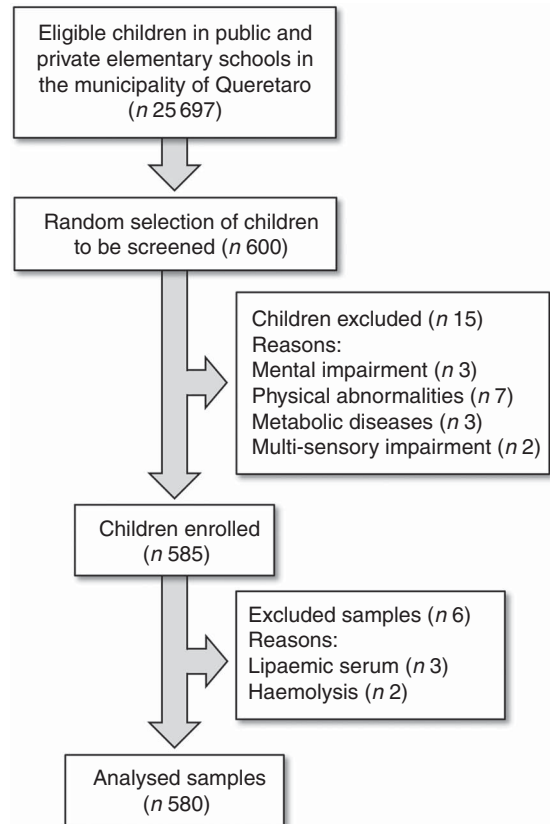 Eligible children in public and
private elementary schools in
the municipality of Queretaro
(n 25 697)
Random selection of children
to be screened (n 600)
Children excluded (n 15)
Reasons:
Mental impairment (n 3)
Physical abnormalities (n 7)
Metabolic diseases (n 3)
Multi-sensory impairment (n 2)
Children enrolled
(n 585)
Excluded samples (n 6)
Reasons:
Lipaemic serum (n 3)
Haemolysis (n 2)
Analysed samples
(n 580)